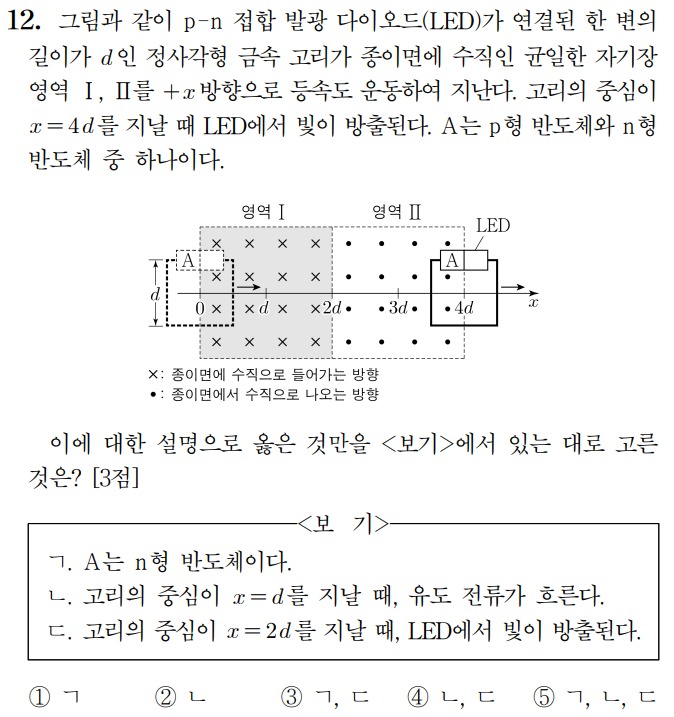 12. 그림과 같이 p-n 접합 발광 다이오드(LED)가 연결된 한 변의
길이가 d인 정사각형 금속 고리가 종이면에 수직인 균일한 자기장
영역 Ⅰ, Ⅱ를 +x방향으로 등속도 운동하여 지난다. 고리의 중심이
x=4d를 지날 때 LED에서 빛이 방출된다. A는 p형 반도체와 n형
반도체 중 하나이다.
영역 Ⅰ 영역 Ⅱ
LED
A A
d
0 d 2d 3d 4d x
×: 종이면에 수직으로 들어가는 방향
•: 종이면에서 수직으로 나오는 방향
이에 대한 설명으로 옳은 것만을 <보기>에서 있는 대로 고른
것은? [3점]
<보 기>
ㄱ. A는 n형 반도체이다.
ㄴ. 고리의 중심이 x=d를 지날 때, 유도 전류가 흐른다.
ㄷ. 고리의 중심이 x=2d를 지날 때, LED에서 빛이 방출된다.
① ㄱ ② ㄴ ③ ㄱ, ㄷ ④ ㄴ, ㄷ ⑤ ㄱ, ㄴ, ㄷ